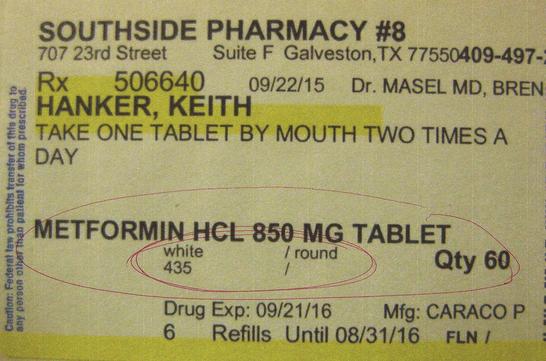 SOUTHSIDE PHARMACY #8
707 23rd Street Suite F Galveston,TX 77550 409-497-
Rx 506640 09/22/15 Dr. MASEL MD, BREN
HANKER, KEITH
TAKE ONE TABLET BY MOUTH TWO TIMES A
DAY
METFORMIN HCL 850 MG TABLET
white / round
435 /
Qty 60
Drug Exp: 09/21/16 Mfg: CARACO P
6 Refills Until 08/31/16 FLN /
Caution: Federal law prohibits transfer of this drug to
any person other than patient for whom prescribed.